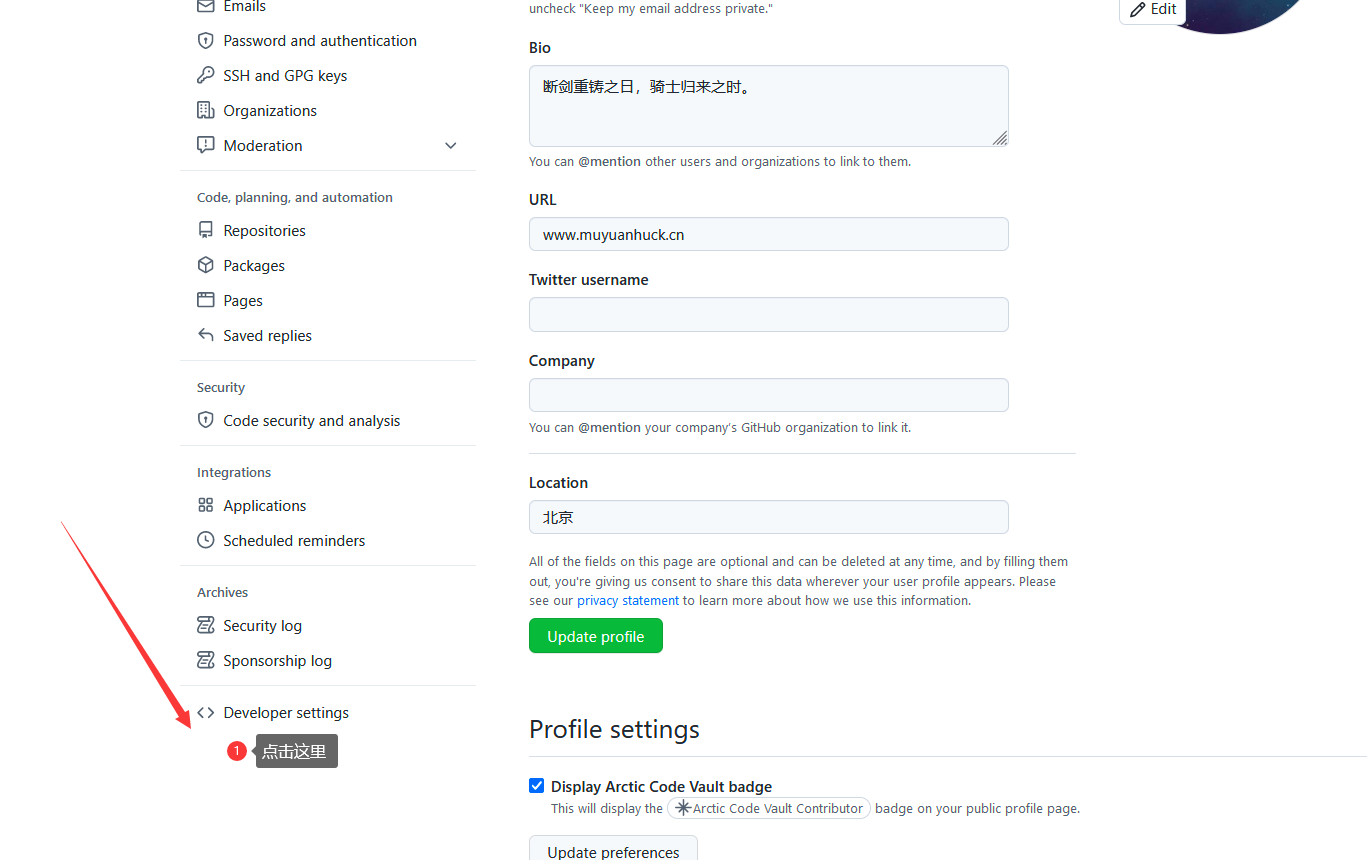 Emails
Password and authentication
SSH and GPG keys
Organizations
Moderation
Code, planning, and automation
Repositories
Packages
Pages
Saved replies
Security
Code security and analysis
Integrations
Applications
Scheduled reminders
Archives
Security log
Sponsorship log
Developer settings
1 点击这里
uncheck "Keep my email address private."
Edit
Bio
断剑重铸之日，骑士归来之时。
You can @mention other users and organizations to link to them.
URL
www.muyuanhuck.cn
Twitter username
Company
You can @mention your company's GitHub organization to link it.
Location
北京
All of the fields on this page are optional and can be deleted at any time, and by filling them
out, you're giving us consent to share this data wherever your user profile appears. Please
see our privacy statement to learn more about how we use this information.
Update profile
Profile settings
Display Arctic Code Vault badge
This will display the Arctic Code Vault Contributor badge on your public profile page.
Update preferences